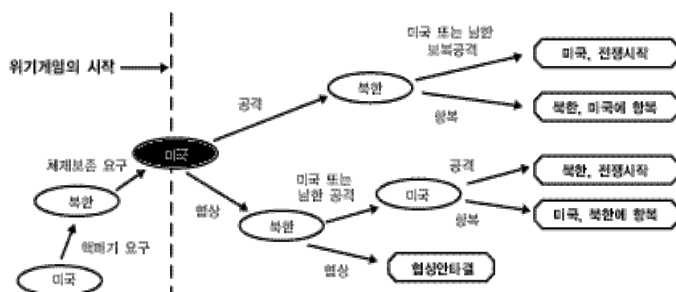 미국 또는 남한
보복공격
미국, 전쟁시작
위기게임의 시작
북한
공격
항복
북한, 미국에 항복
미국
체제보존 요구
미국 또는
남한 공격
공격
북한, 전쟁시작
미국
북한
협상
항복
미국, 북한에 항복
북한
핵폐기 요구
협상
협상안타결
미국